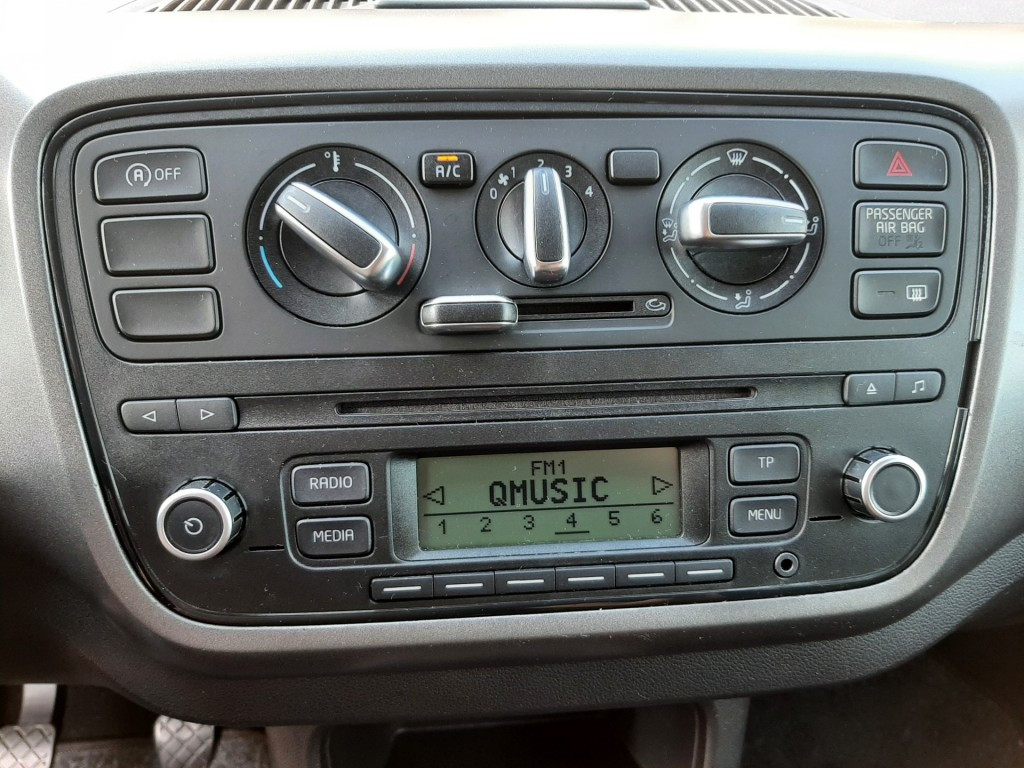 (A) OFF
A/C
0 1 2 3 4
PASSENGER
AIR BAG
OFF
RADIO
MEDIA
FM1
QMUSIC
1 2 3 4 5 6
TP
MENU